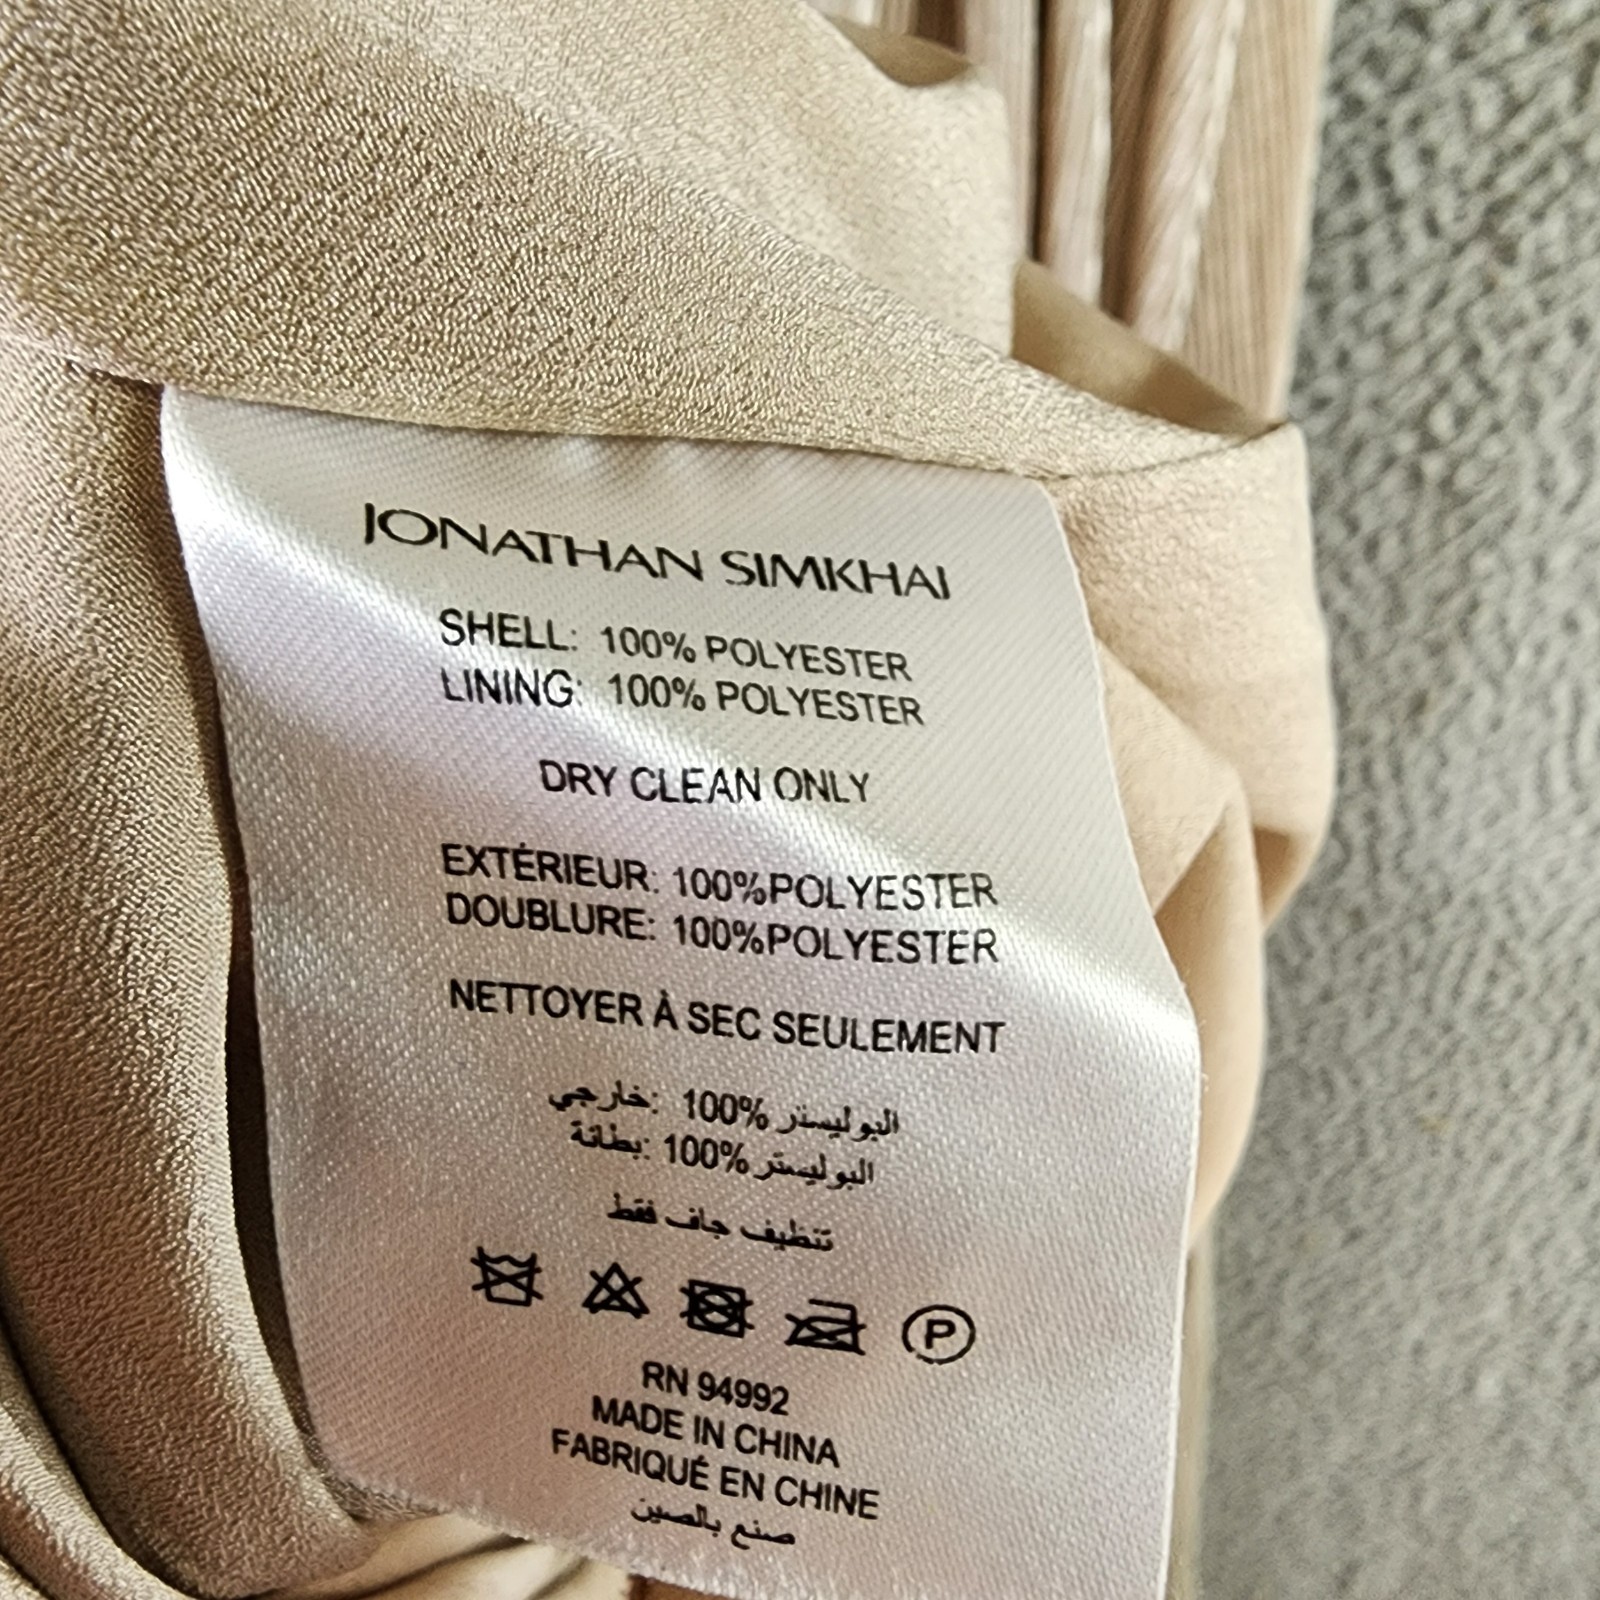 JONATHAN SIMKHAI
SHELL: 100% POLYESTER
LINING: 100% POLYESTER
DRY CLEAN ONLY
EXTÉRIEUR: 100%POLYESTER
DOUBLURE: 100%POLYESTER
NETTOYER À SEC SEULEMENT
البوليستر 100% :خارجي
البوليستر 100% :بطانة
تنظيف جاف فقط
P
RN 94992
MADE IN CHINA
FABRIQUÉ EN CHINE
صنع بالصين